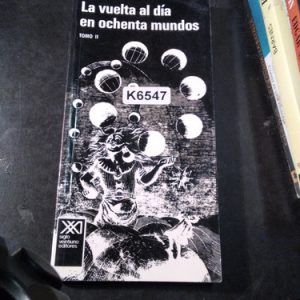 La vuelta al día
en ochenta mundos
TOMO II
K6547
siglo
veintiuno
editores